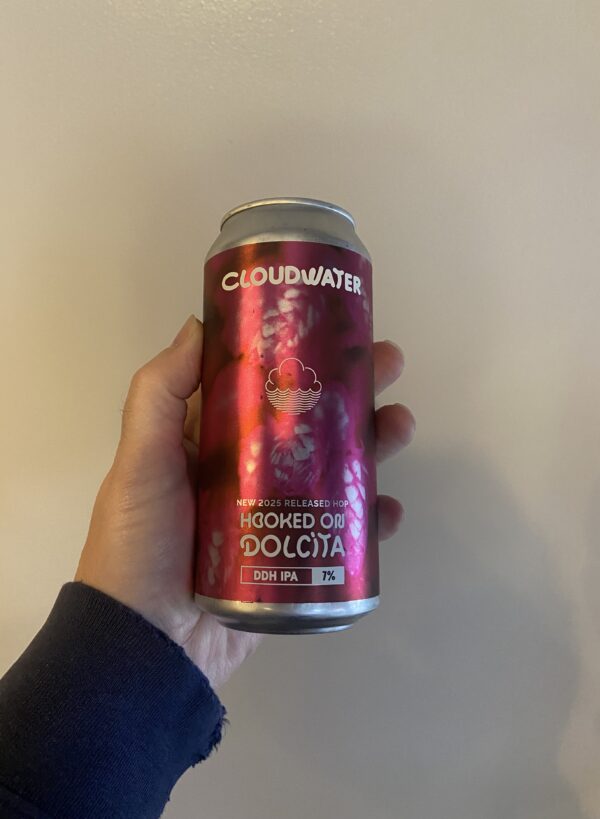 CLOUDWATER
NEW 2025 RELEASED HOP
HOOKED ON
DOLCITA
DDH IPA 7%